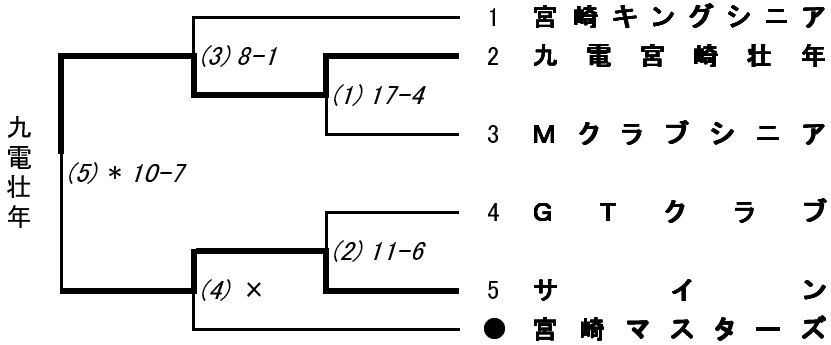 1 宮崎キングシニア
(3) 8-1
2 九電宮崎壮年
(1) 17-4
九電壮年
3 Mクラブシニア
(5) * 10-7
4 GTクラブ
(2) 11-6
(4) ×
5 サイン
● 宮崎マスターズ